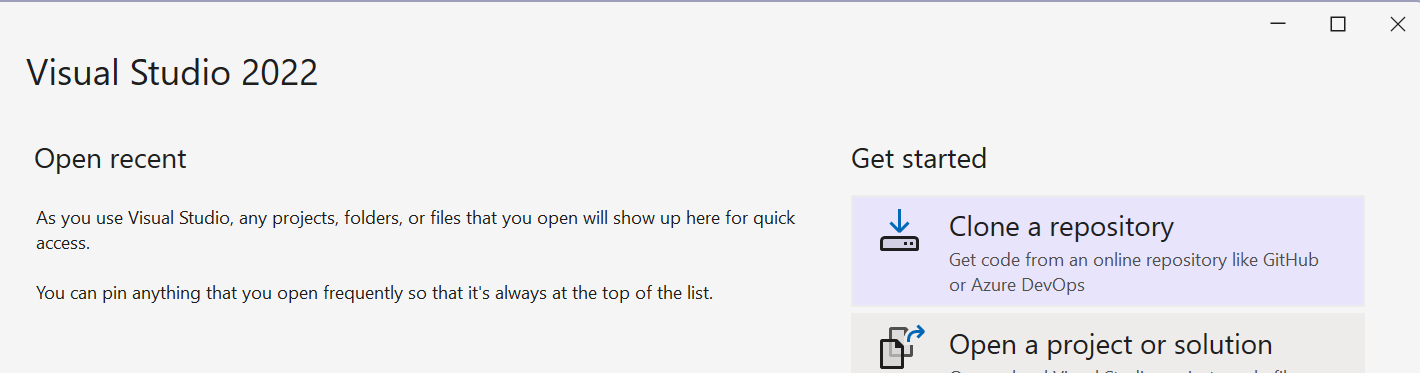 Visual Studio 2022
Open recent
As you use Visual Studio, any projects, folders, or files that you open will show up here for quick
access.
You can pin anything that you open frequently so that it's always at the top of the list.
Get started
Clone a repository
Get code from an online repository like GitHub
or Azure DevOps
Open a project or solution